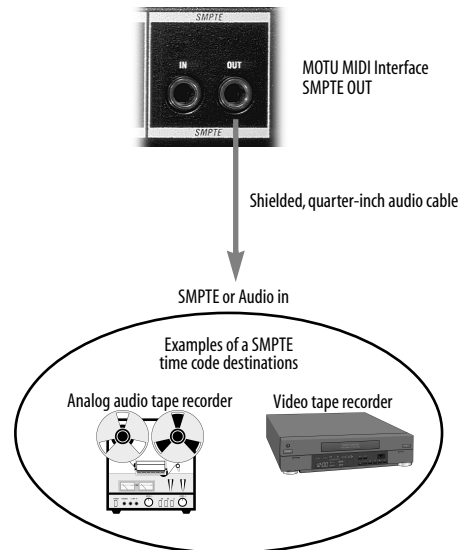 SMPTE
IN OUT
SMPTE
MOTU MIDI Interface
SMPTE OUT
Shielded, quarter-inch audio cable
SMPTE or Audio in
Examples of a SMPTE
time code destinations
Analog audio tape recorder
Video tape recorder